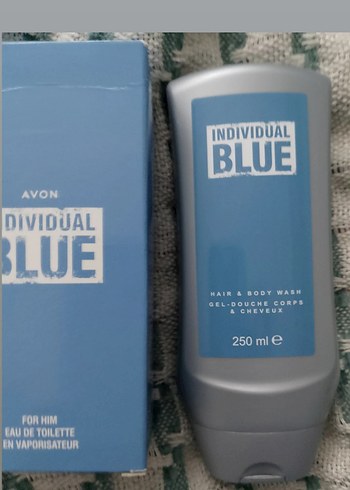 AVON
DIVIDUAL
BLUE
FOR HIM
EAU DE TOILETTE
EN VAPORISATEUR
INDIVIDUAL
BLUE
HAIR & BODY WASH
GEL-DOUCHE CORPS
& CHEVEUX
250 ml ℮